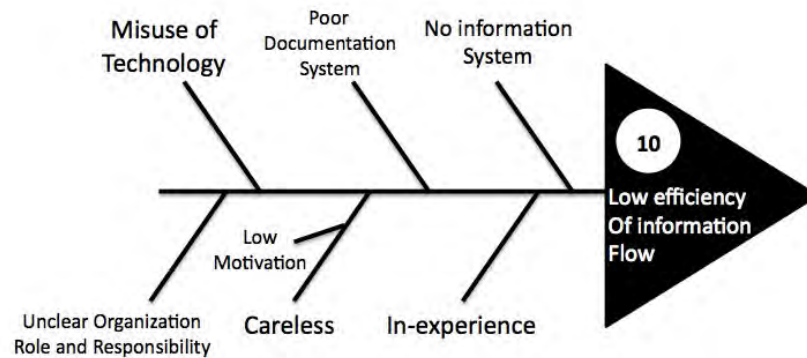 Misuse of
Technology
Poor
Documentation
System
No information
System
10
Low efficiency
Of information
Flow
Low
Motivation
Unclear Organization
Role and Responsibility
Careless
In-experience